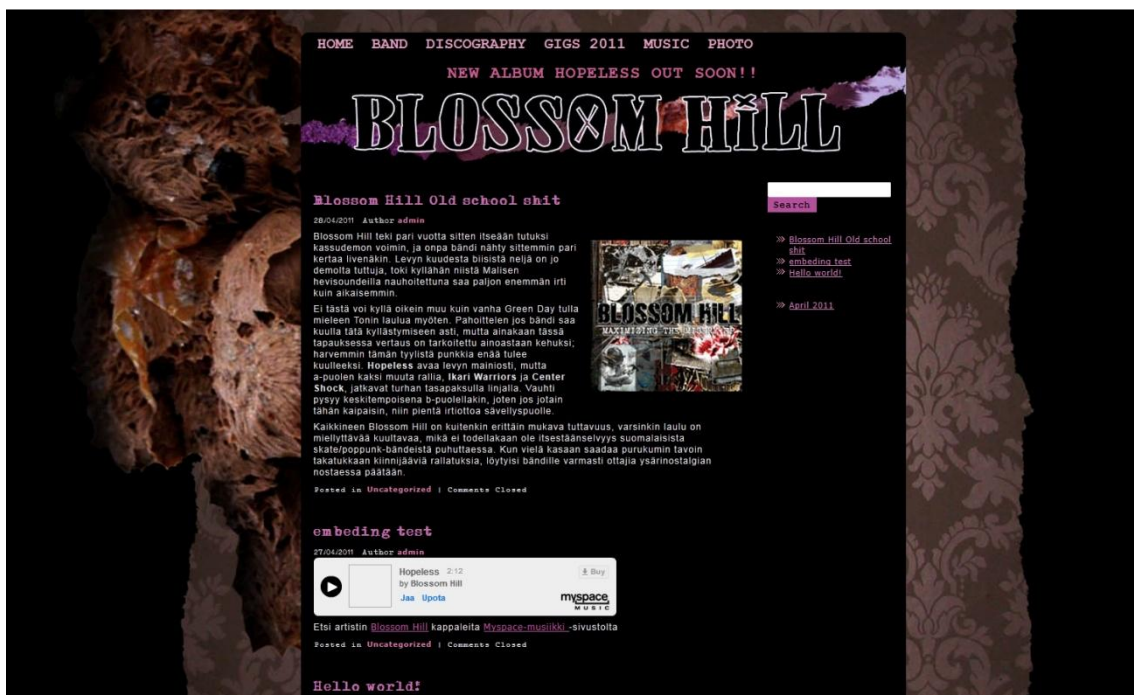 HOME BAND DISCOGRAPHY GIGS 2011 MUSIC PHOTO
NEW ALBUM HOPELESS OUT SOON!!
BLOSSOM HiLL
Blossom Hill Old school shit
28/04/2011 Author admin
Blossom Hill teki pari vuotta sitten itseään tutuksi
kassudemon voimin, ja onpa bändi nähty sittemmin pari
kertaa livenäkin. Levyn kuudesta biisistä neljä on jo
demolta tuttuja, toki kyllähän niistä Malisen
hevisoundeilla nauhoitettuna saa paljon enemmän irti
kuin aikaisemmin.
Ei tästä voi kyllä oikein muu kuin vanha Green Day tulla
mieleen Tonin laulua myöten. Pahoittelen jos bändi saa
kuulla tätä kyllästymiseen asti, mutta ainakaan tässä
tapauksessa vertaus on tarkoitettu ainoastaan kehuksi;
harvemmin tämän tyylistä punkkia enää tulee
kuulleeksi. Hopeless avaa levyn mainiosti, mutta
a-puolen kaksi muuta rallia, Ikari Warriors ja Center
Shock, jatkavat turhan tasapaksulla linjalla. Vauhti
pysyy keskitempoisena b-puolellakin, joten jos jotain
tähän kaipaisin, niin pientä irtiottoa sävellyspuolle.
Kaikkineen Blossom Hill on kuitenkin erittäin mukava tuttavuus, varsinkin laulu on
miellyttävää kuultavaa, mikä ei todellakaan ole itsestäänselvyys suomalaisista
skate/poppunk-bändeistä puhuttaessa. Kun vielä kasaan saadaa purukumin tavoin
takatukkaan kiinnijääviä rallatuksia, löytyisi bändille varmasti ottajia ysärinostalgian
nostaessa päätään.
BLOSSOM HILL
MAXIMIZING THE MISERY
Posted in Uncategorized | Comments Closed
embeding test
27/04/2011 Author admin
Hopeless 2:12
by Blossom Hill
Jaa Upota
Buy
myspace
MUSIC
Etsi artistin Blossom Hill kappaleita Myspace-musiikki -sivustolta
Posted in Uncategorized | Comments Closed
Hello world!
Search
Blossom Hill Old school
shit
embeding test
Hello world!
April 2011